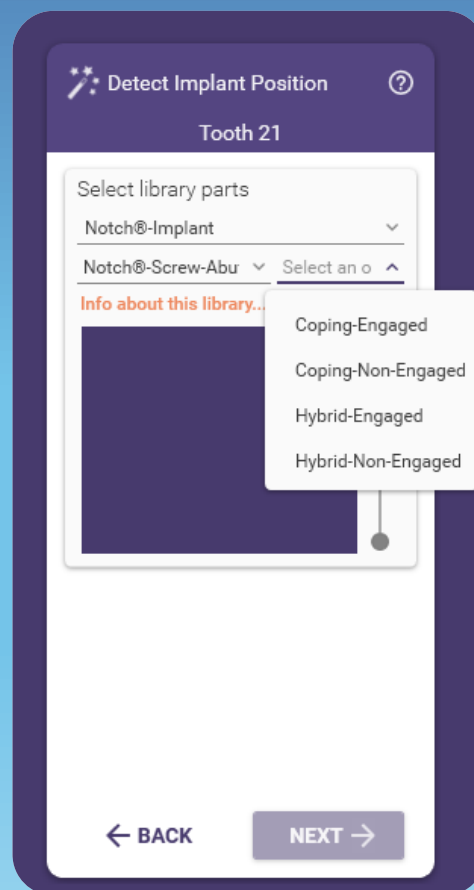 Detect Implant Position
Tooth 21
Select library parts
Notch®-Implant
Notch®-Screw-Abu Select an o
Info about this library...
Coping-Engaged
Coping-Non-Engaged
Hybrid-Engaged
Hybrid-Non-Engaged
BACK NEXT